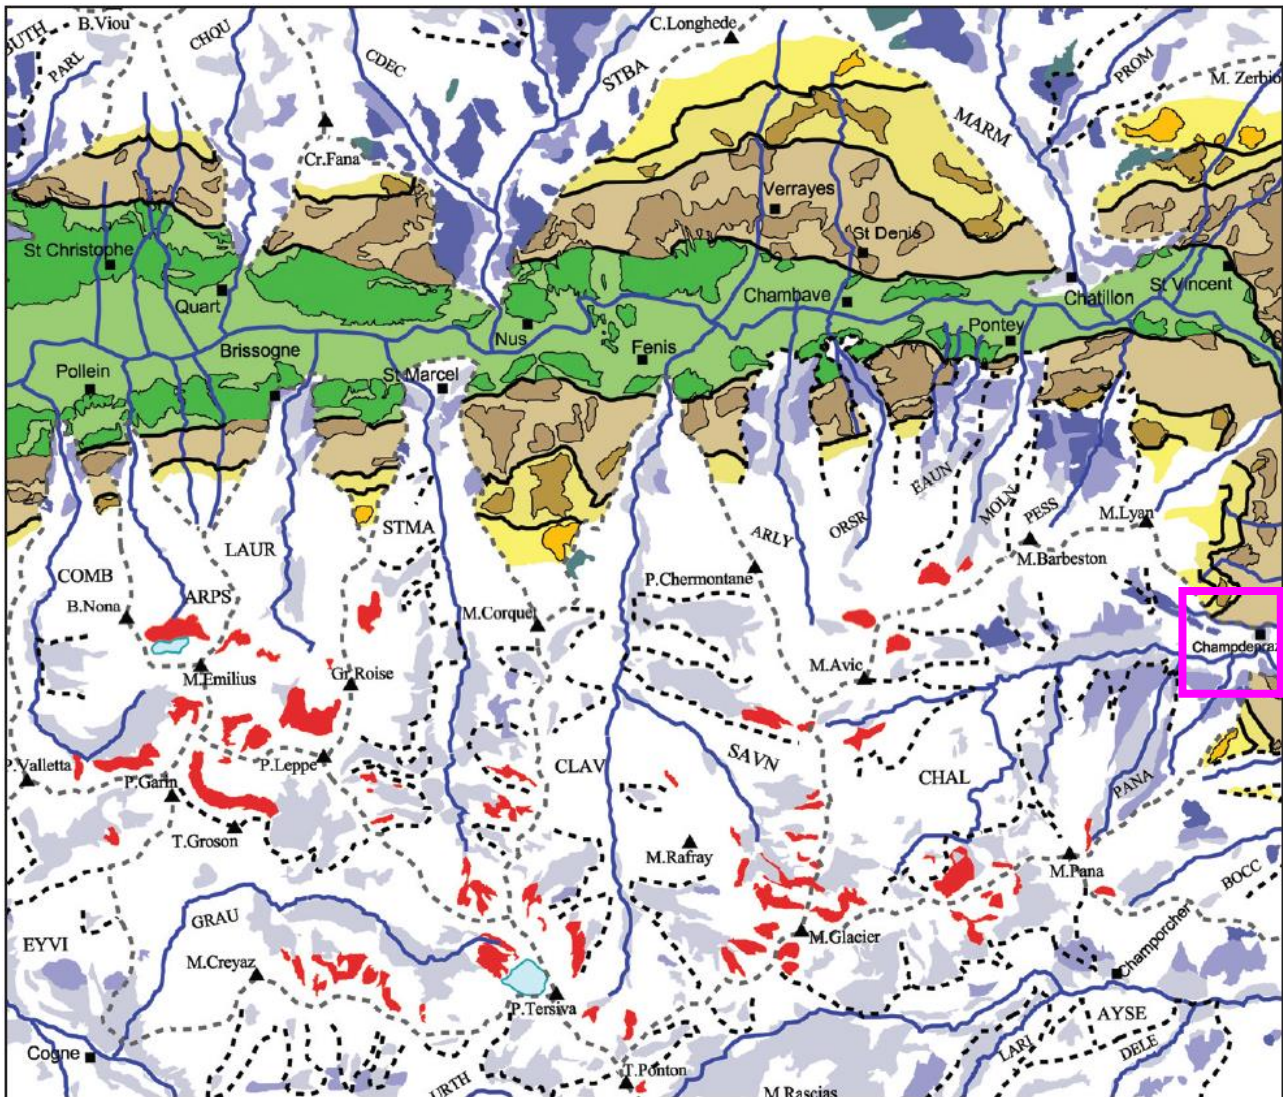 B.Viou
CHQU
C.Longhede
BUTH
PARL
CDEC
STBA
PROM
M. Zerbio
MARM
Cr.Fana
Verrayes
St Denis
St Christophe
Quart
Chambave
Chatillon
St Vincent
Nus
Pontey
Brissogne
Fenis
Pollein
St Marcel
EAUN
MOLN
PESS
M.Lyan
STMA
ORSR
ARLY
LAUR
M.Barbeston
COMB
P.Chermontane
B.Nona
ARPS
M.Corquet
Champdepraz
M.Avic
M.Emilius
Gr.Roise
SAVN
P.Valletta
P.Leppe
CLAV
CHAL
PANA
P.Garin
T.Groson
M.Rafray
M.Pana
BOCC
GRAU
EYVI
M.Glacier
Champorcher
M.Creyaz
P.Tersiva
AYSE
LARI
DELE
Cogne
URTH
T.Ponton
M.Rascias